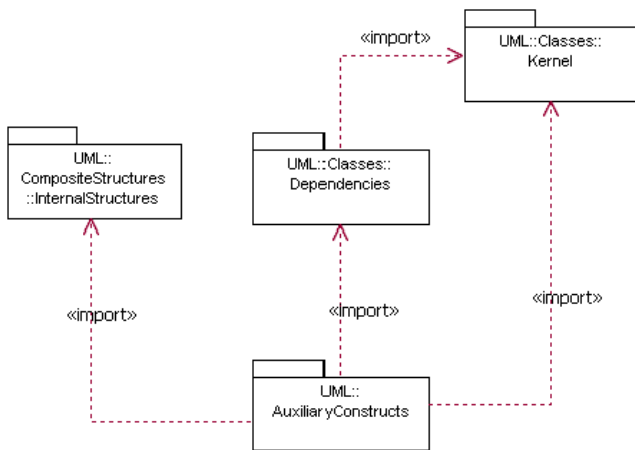 «import»
UML::Classes::
Kernel
UML::
CompositeStructures
::InternalStructures
UML::Classes::
Dependencies
«import»
«import»
«import»
UML::
AuxiliaryConstructs